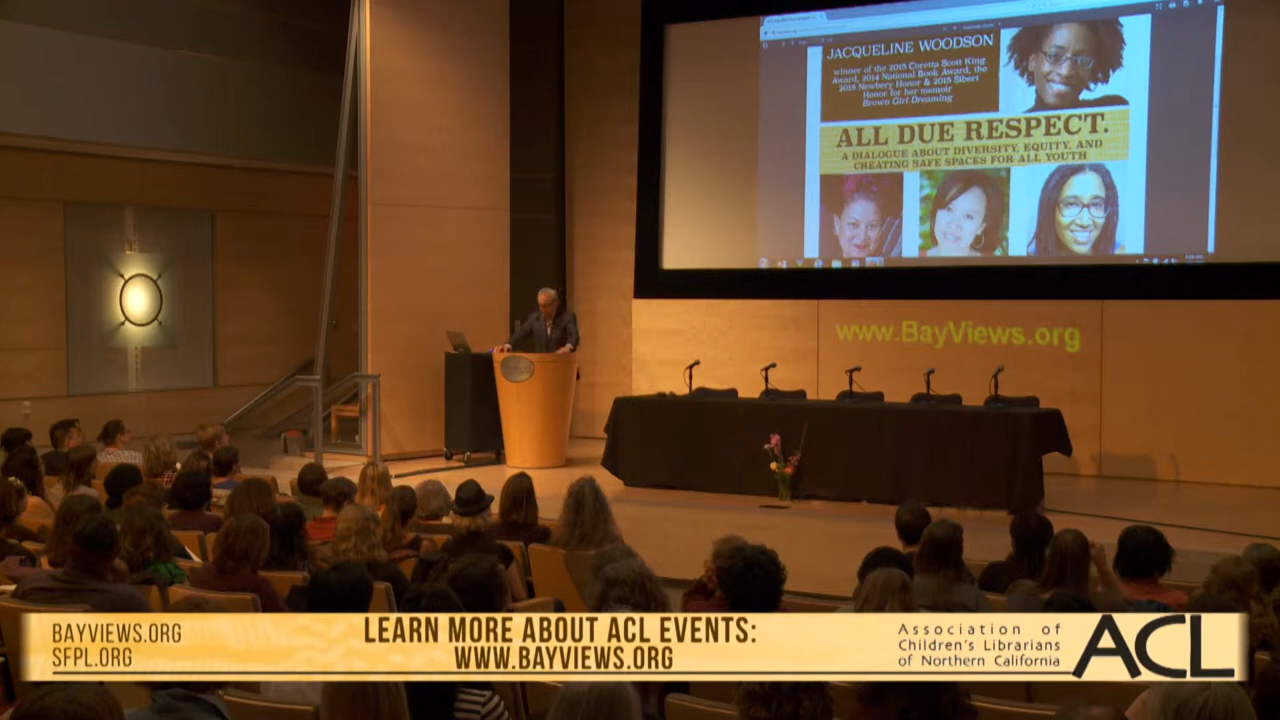 JACQUELINE WOODSON
winner of the 2015 Coretta Scott King
Award, 2014 National Book Award, the
2015 Newbery Honor & 2015 Sibert
Honor for her memoir
Brown Girl Dreaming
ALL DUE RESPECT.
A DIALOGUE ABOUT DIVERSITY, EQUITY, AND
CREATING SAFE SPACES FOR ALL YOUTH
www.BayViews.org
BAYVIEWS.ORG
SFPL.ORG
LEARN MORE ABOUT ACL EVENTS:
WWW.BAYVIEWS.ORG
Association of
Children's Librarians
of Northern California
ACL